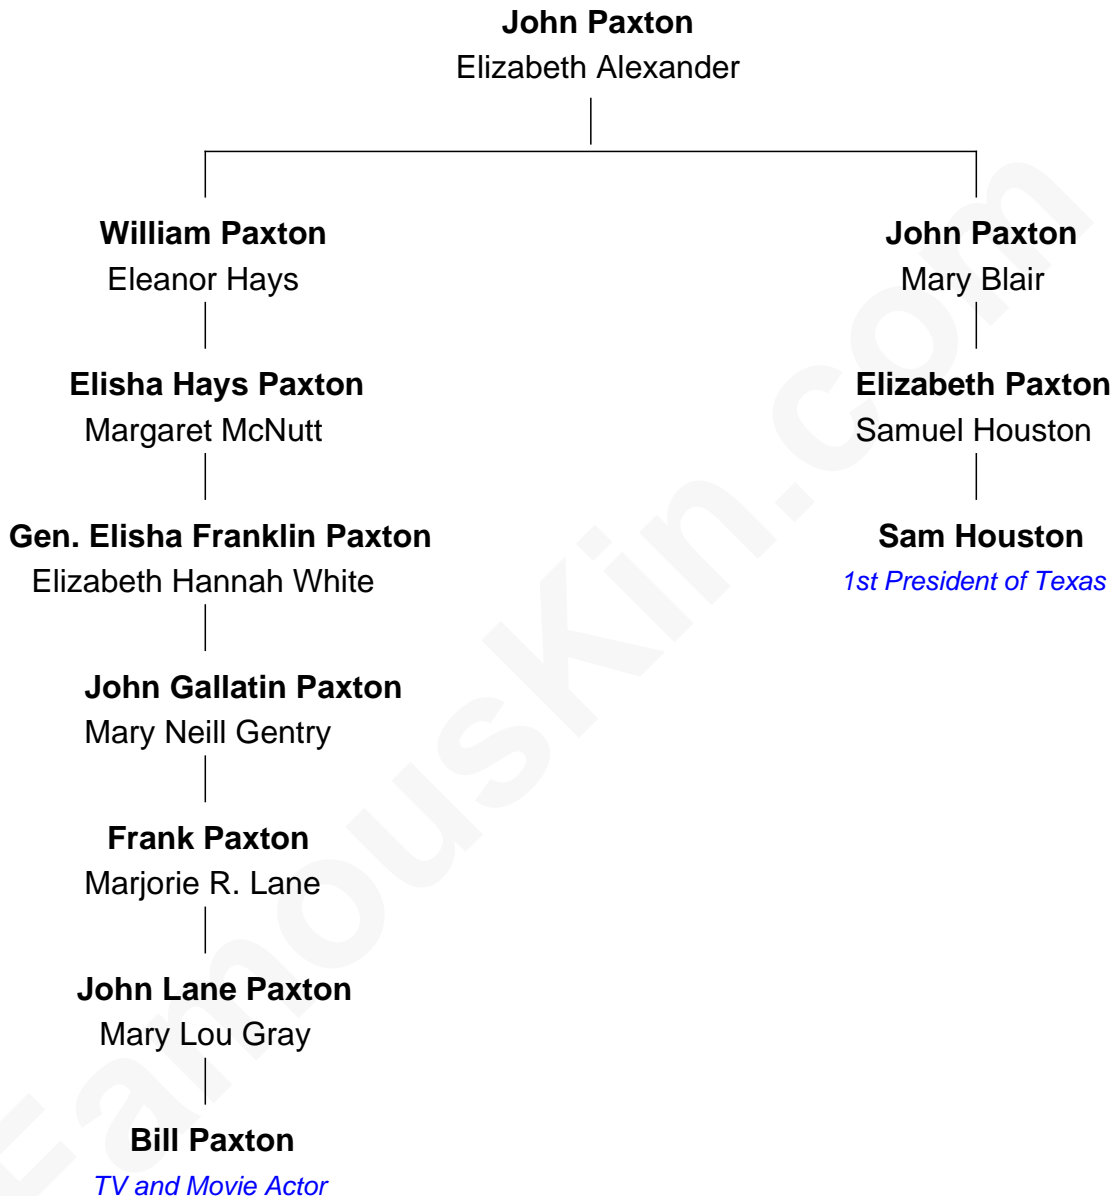 John Paxton
Elizabeth Alexander
William Paxton
Eleanor Hays
John Paxton
Mary Blair
Elisha Hays Paxton
Margaret McNutt
Elizabeth Paxton
Samuel Houston
Gen. Elisha Franklin Paxton
Elizabeth Hannah White
Sam Houston
1st President of Texas
John Gallatin Paxton
Mary Neill Gentry
Frank Paxton
Marjorie R. Lane
John Lane Paxton
Mary Lou Gray
Bill Paxton
TV and Movie Actor
FamousKin.com